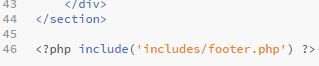 43 </div>
44 </section>
45
46 <?php include('includes/footer.php') ?>